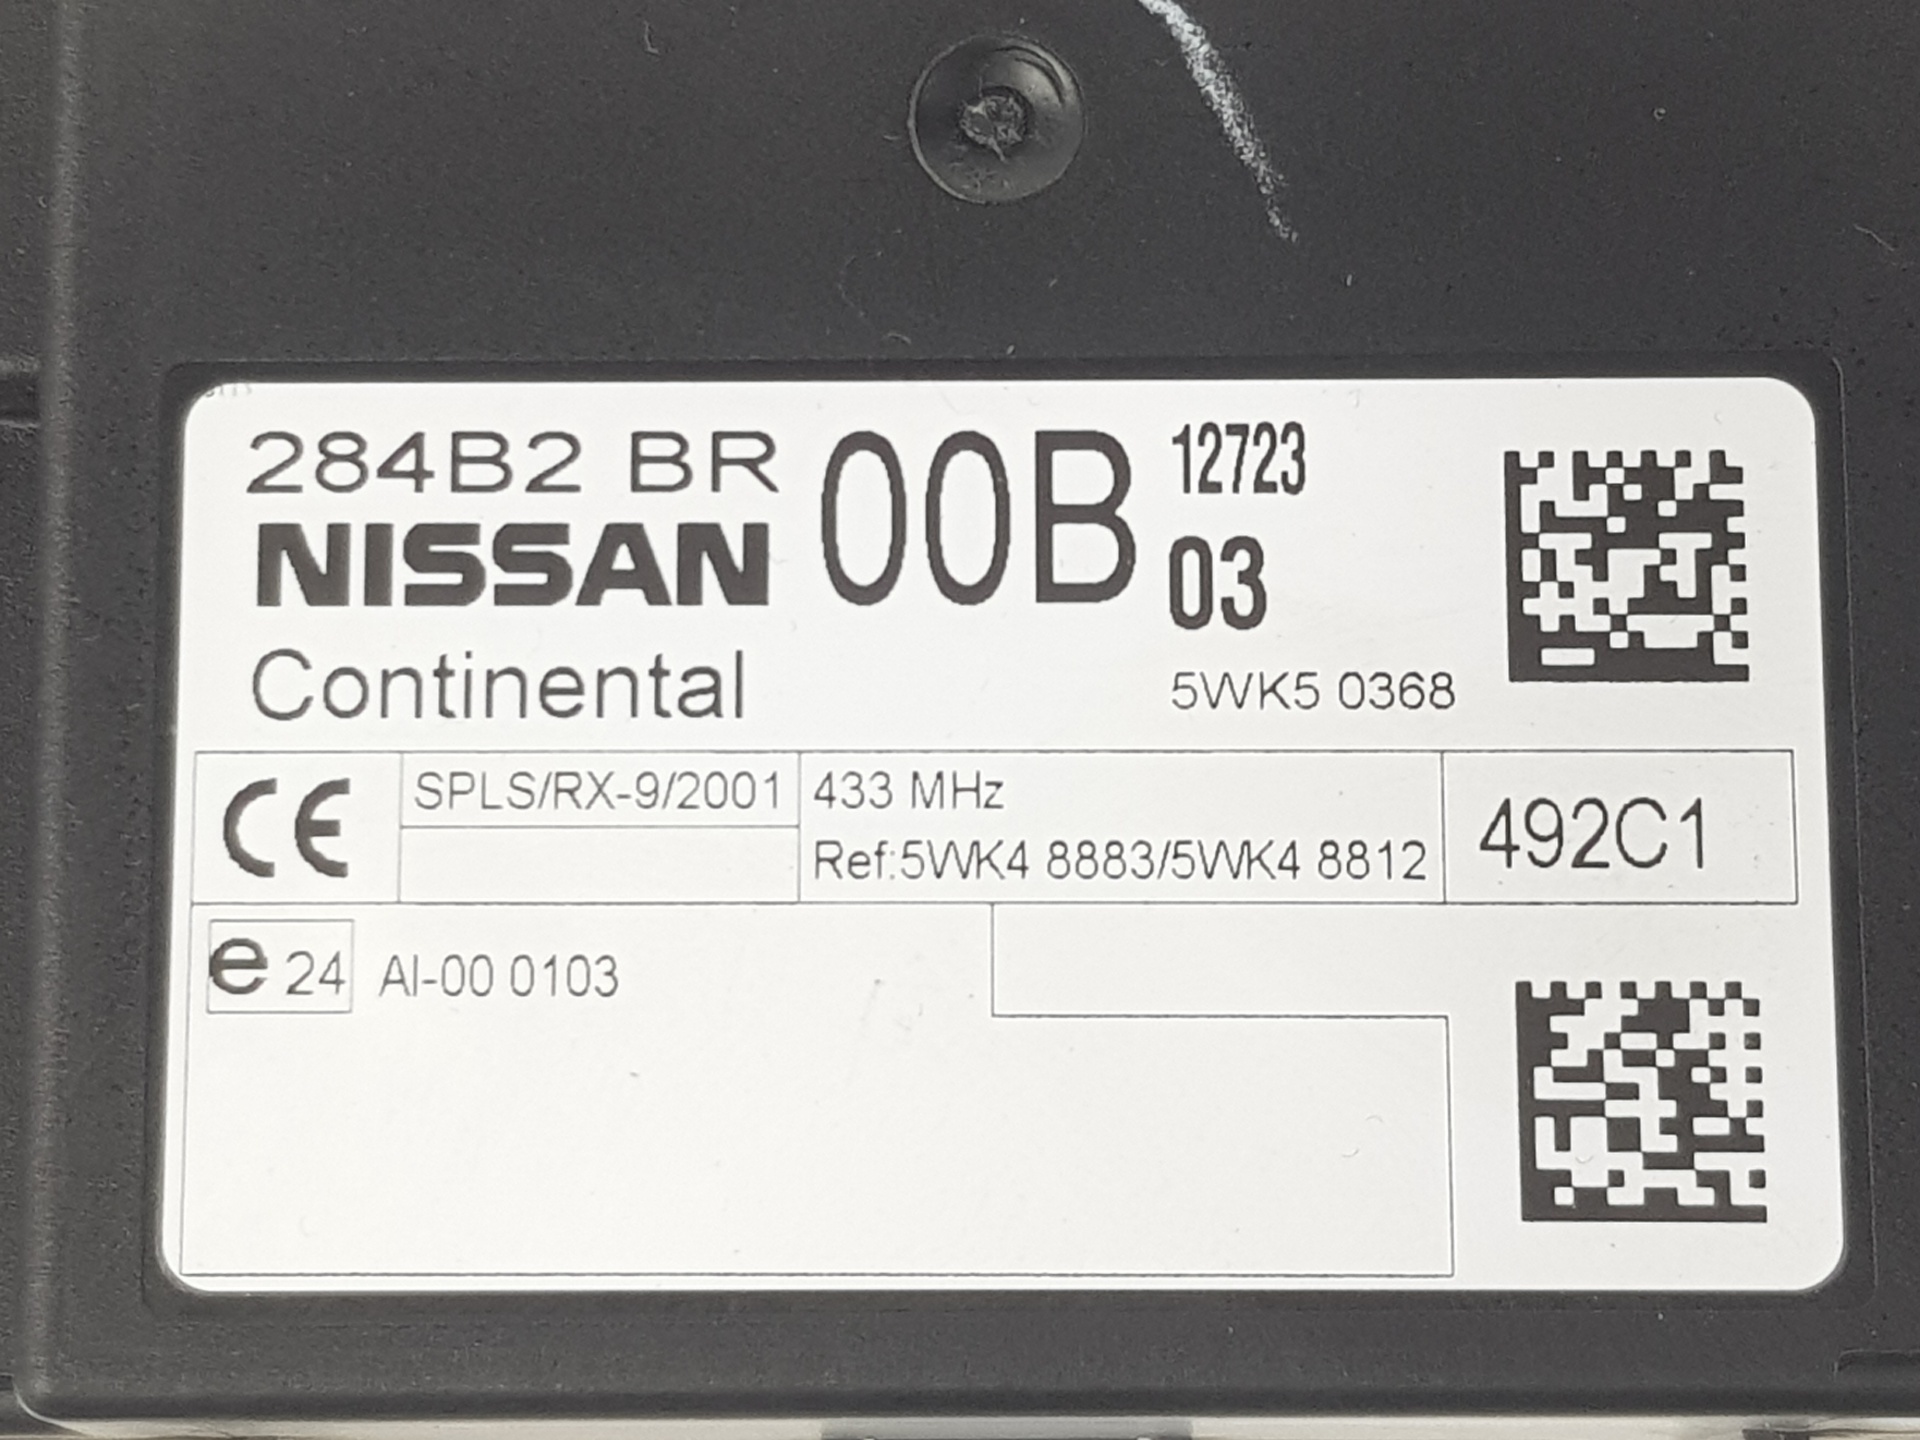 284B2 BR 00B 12723
NISSAN 03
Continental 5WK5 0368
CE SPLS/RX-9/2001 433 MHz 492C1
Ref:5WK4 8883/5WK4 8812
e 24 AI-00 0103